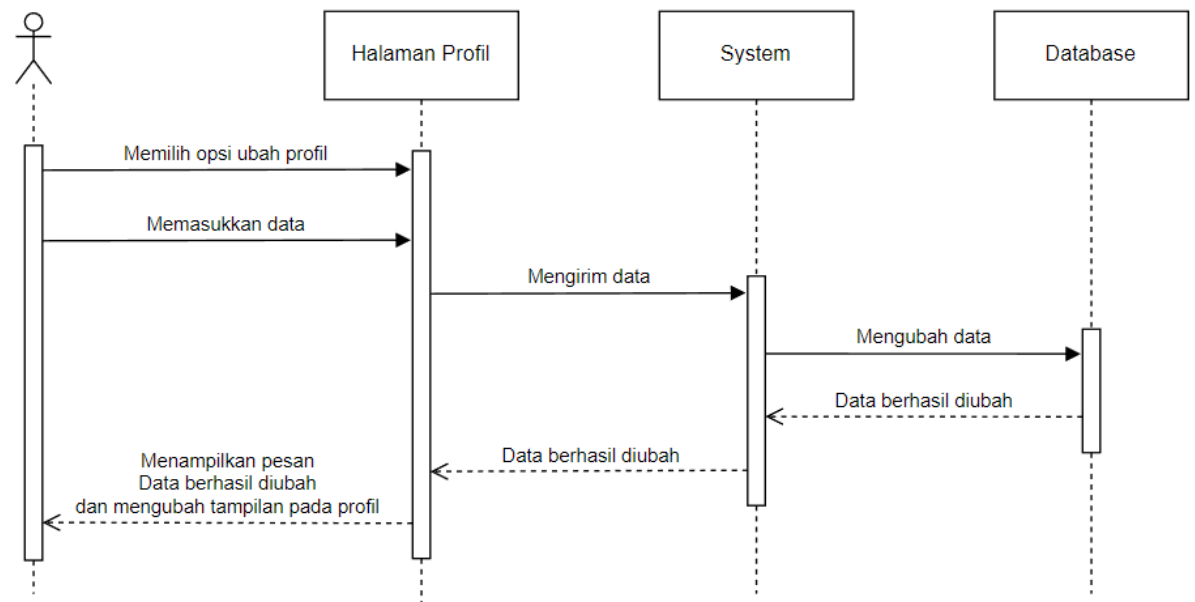 Halaman Profil
System
Database
Memilih opsi ubah profil
Memasukkan data
Mengirim data
Mengubah data
Data berhasil diubah
Data berhasil diubah
Menampilkan pesan
Data berhasil diubah
dan mengubah tampilan pada profil